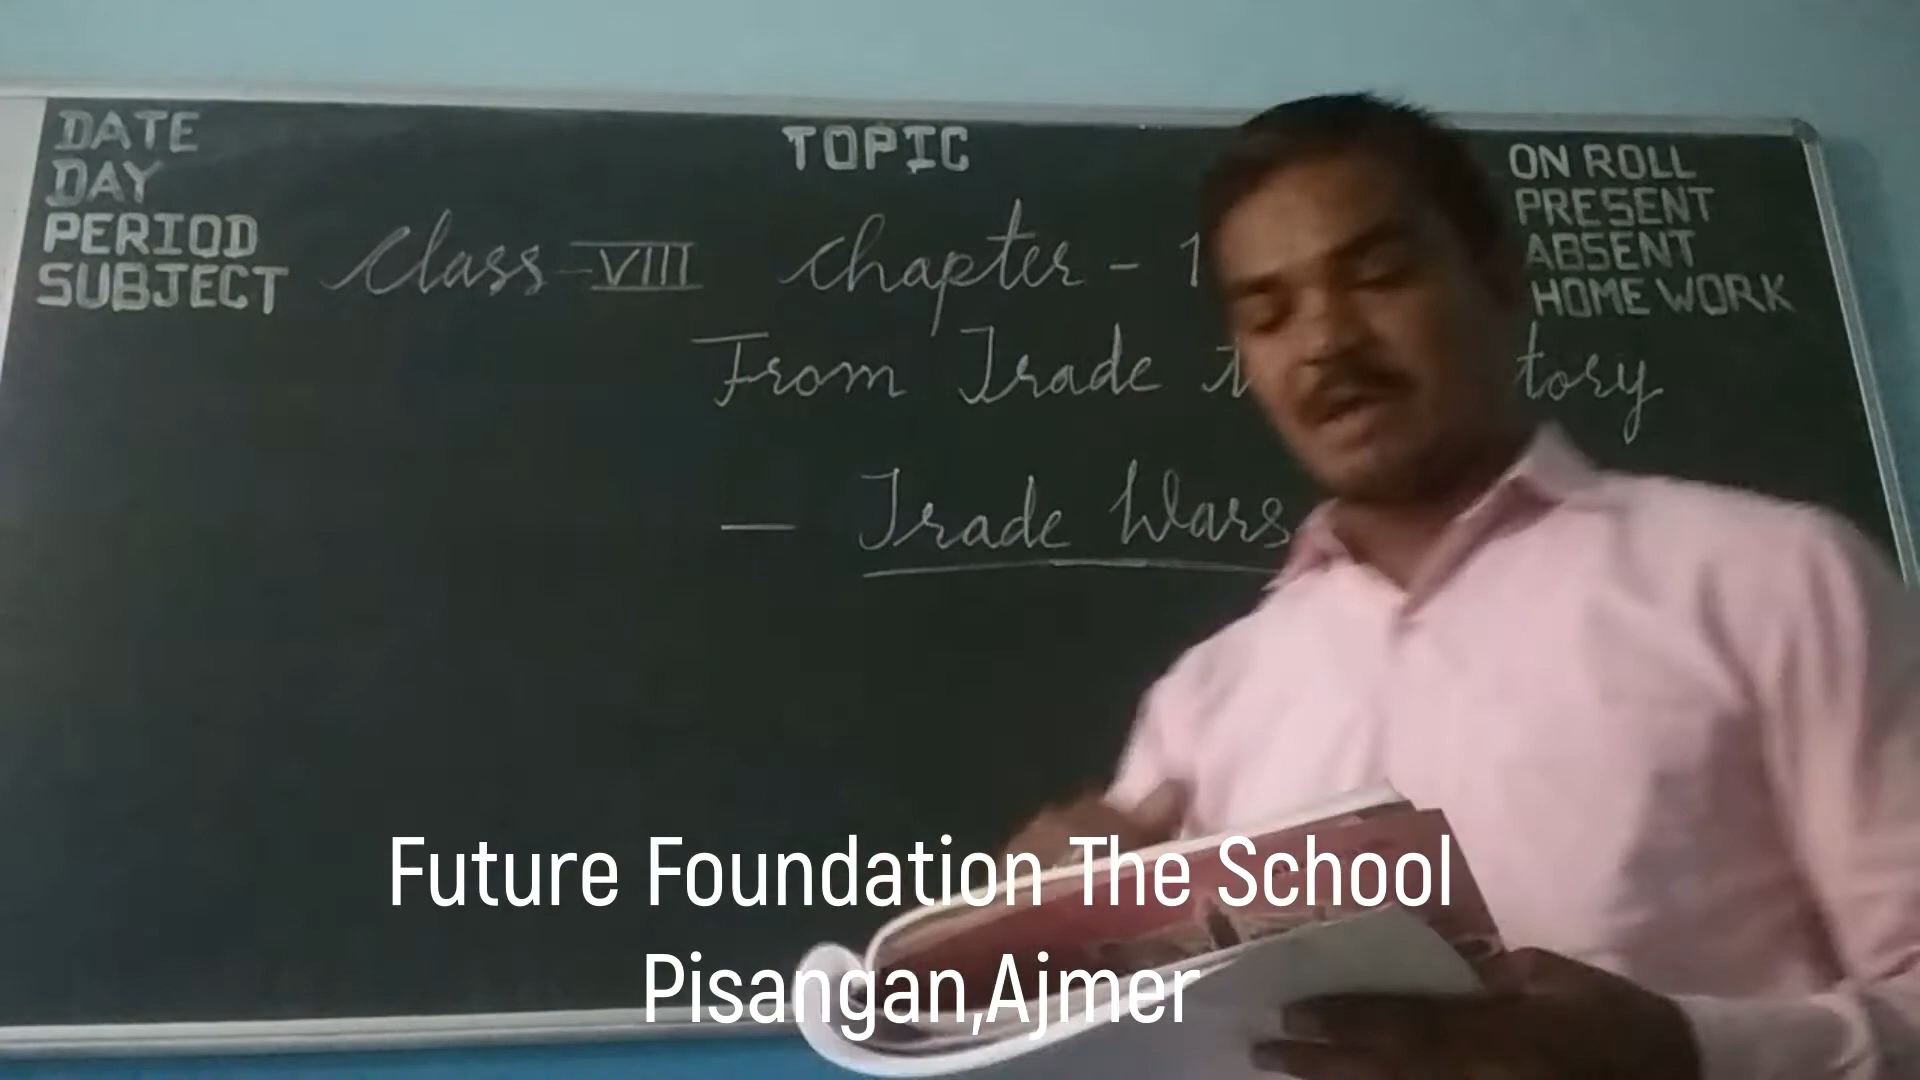 DATE
DAY
PERIOD
SUBJECT
TOPIC
ON ROLL
PRESENT
ABSENT
HOME WORK
Class - VIII Chapter - 1
From Trade
Trade Wars
Future Foundation The School
Pisangan,Ajmer